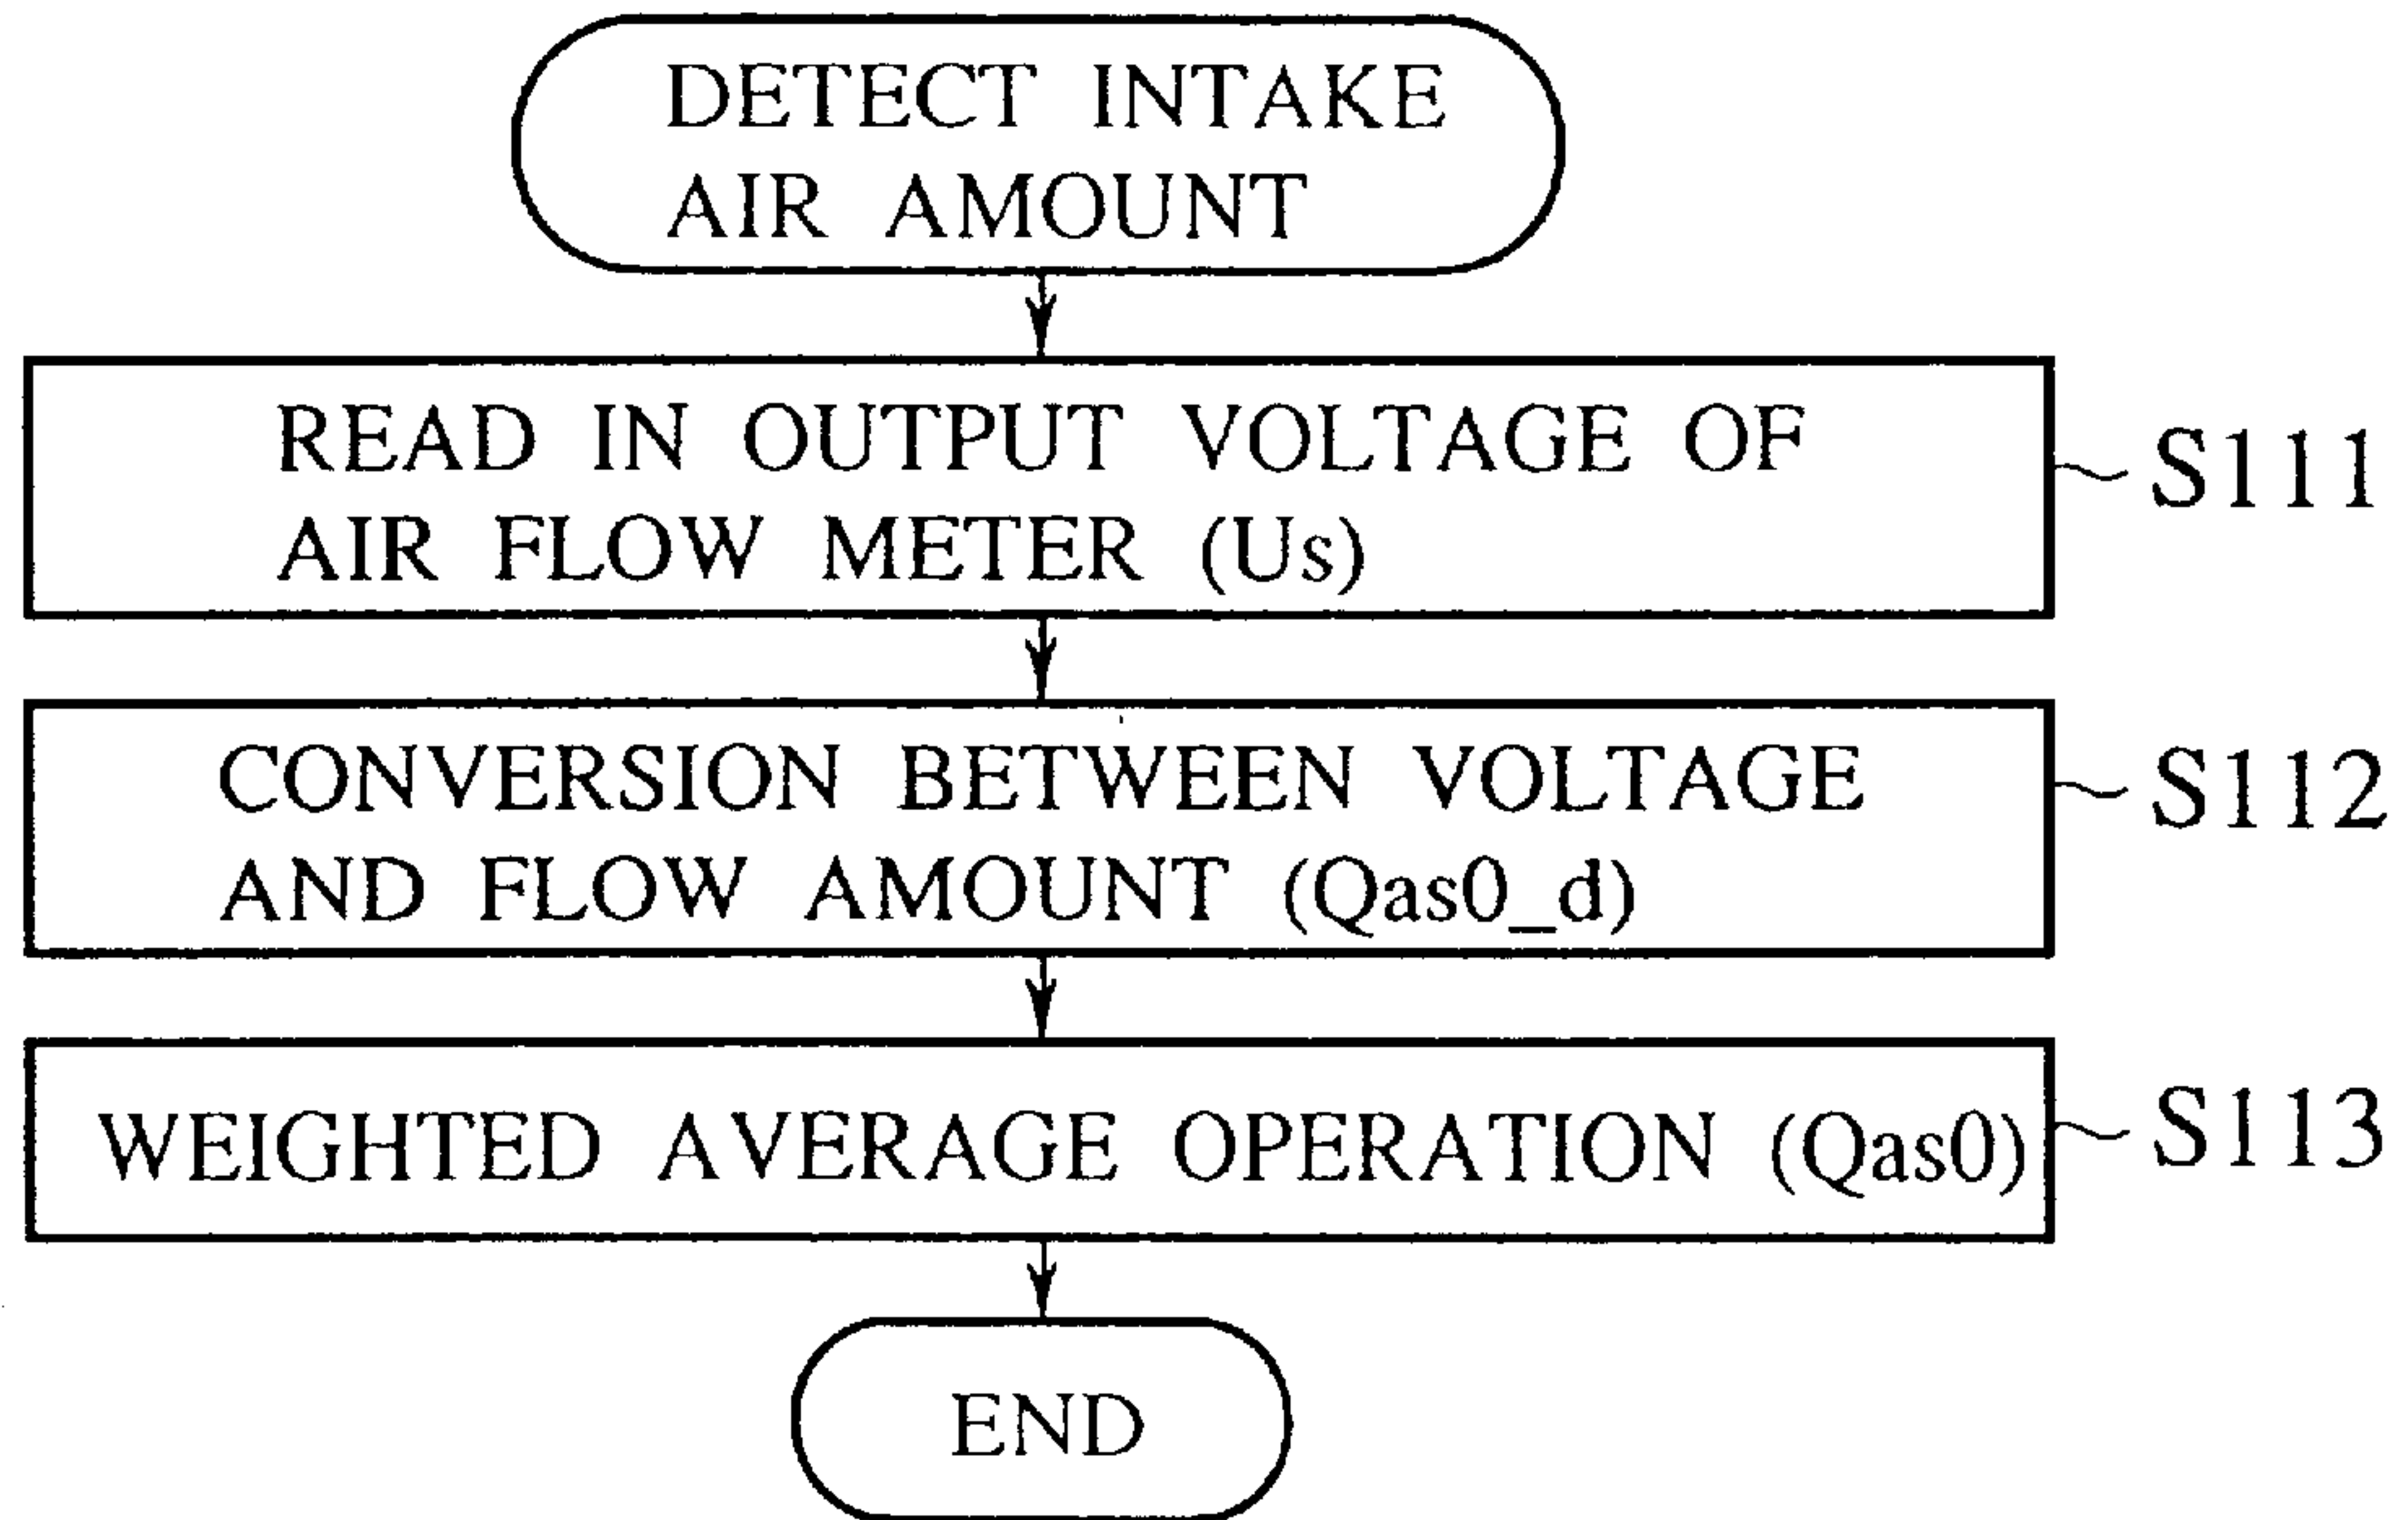 DETECT INTAKE
AIR AMOUNT
READ IN OUTPUT VOLTAGE OF
AIR FLOW METER (Us)
S111
CONVERSION BETWEEN VOLTAGE
AND FLOW AMOUNT (Qas0_d)
S112
WEIGHTED AVERAGE OPERATION (Qas0)
S113
END